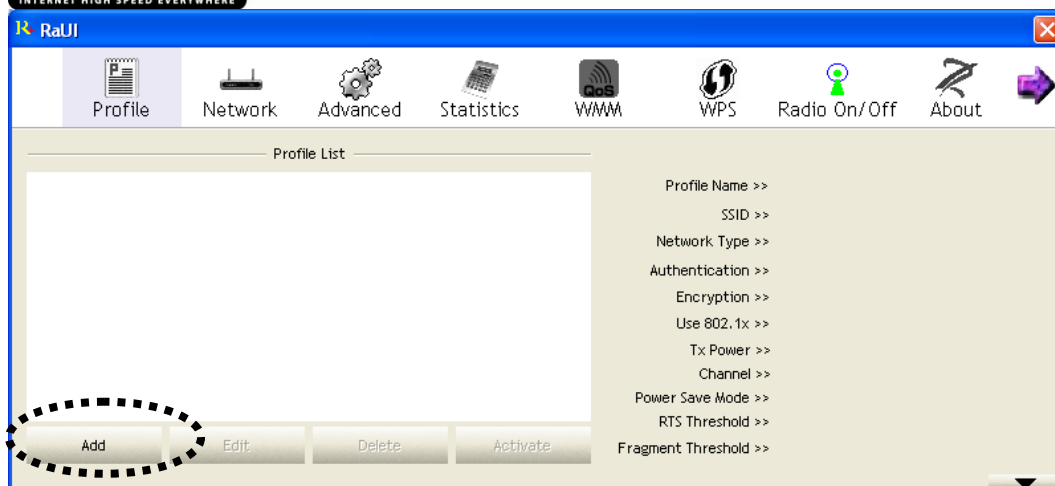 INTERNET HIGH SPEED EVERYWHERE
RaUI
Profile Network Advanced Statistics QoS WMM WPS Radio On/Off About
Profile List
Profile Name >>
SSID >>
Network Type >>
Authentication >>
Encryption >>
Use 802.1x >>
Tx Power >>
Channel >>
Power Save Mode >>
RTS Threshold >>
Fragment Threshold >>
Add Edit Delete Activate